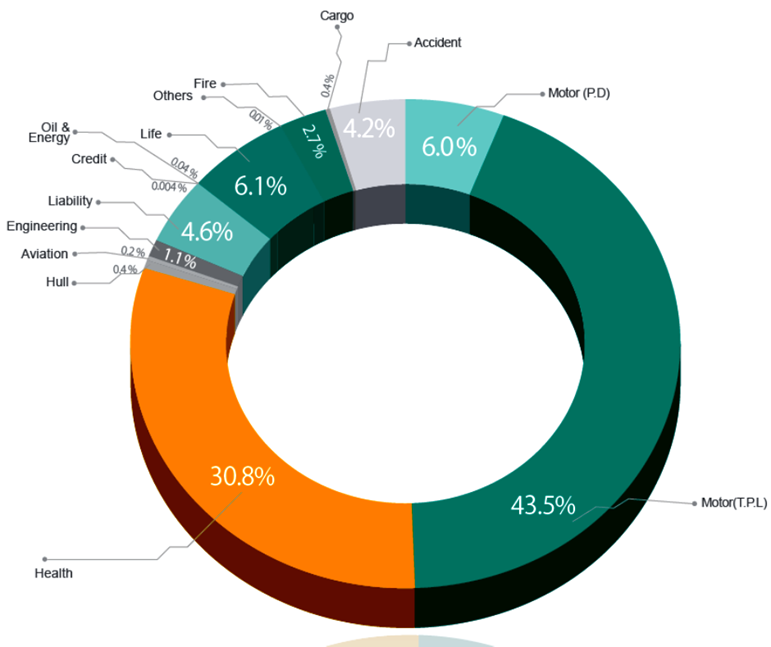 Cargo
Accident
0.4%
Fire
Motor (P.D)
Others
0.01%
4.2%
Oil &
Energy
Life
2.7%
6.0%
Credit
0.04%
0.004%
6.1%
Liability
4.6%
Engineering
1.1%
Aviation
0.2%
0.4%
Hull
30.8%
43.5%
Motor(T.P.L)
Health